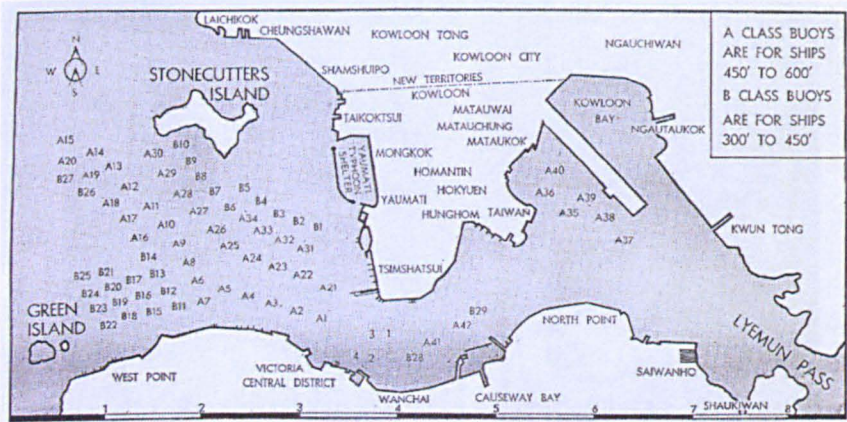 LAICHIKOK
CHEUNGSHAWAN
KOWLOON TONG
NGAUCHIWAN
A CLASS BUOYS
ARE FOR SHIPS
450' TO 600'
B CLASS BUOYS
ARE FOR SHIPS
300' TO 450'
N
W E
S
STONECUTTERS
ISLAND
SHAMSHUIPO
KOWLOON CITY
NEW TERRITORIES
KOWLOON
TAIKOKTSUI
MATAUWAI
MATAUCHUNG
MATAUKOK
KOWLOON
BAY
NGAUTAUKOK
YAUMATI
TYPHOON
SHELTER
MONGKOK
HOMANTIN
HOKYUEN
YAUMATI
HUNGHOM
TAIWAN
TSIMSHATSUI
KWUN TONG
A15
A14
A30
B10
A20
A19
A13
A29
B9
B27
B26
A12
A28
B8
B7
B5
A18
A11
A27
B6
B4
A17
A10
A26
A34
B3
B2
B1
A16
A9
A25
A33
A32
A31
B14
A8
A24
A23
A22
B25
B21
B17
B13
A6
A5
A21
B24
B20
B16
B12
A7
A4
A3
A2
A1
B23
B19
B15
B11
B22
B18
A40
A36
A39
A35
A38
A37
B29
A42
A41
B28
3 1
4 2
GREEN
ISLAND
WEST POINT
VICTORIA
CENTRAL DISTRICT
WANCHAI
CAUSEWAY BAY
NORTH POINT
SAIWANHO
SHAUKIWAN
LYEMUN PASS
1 2 3 4 5 6 7 8